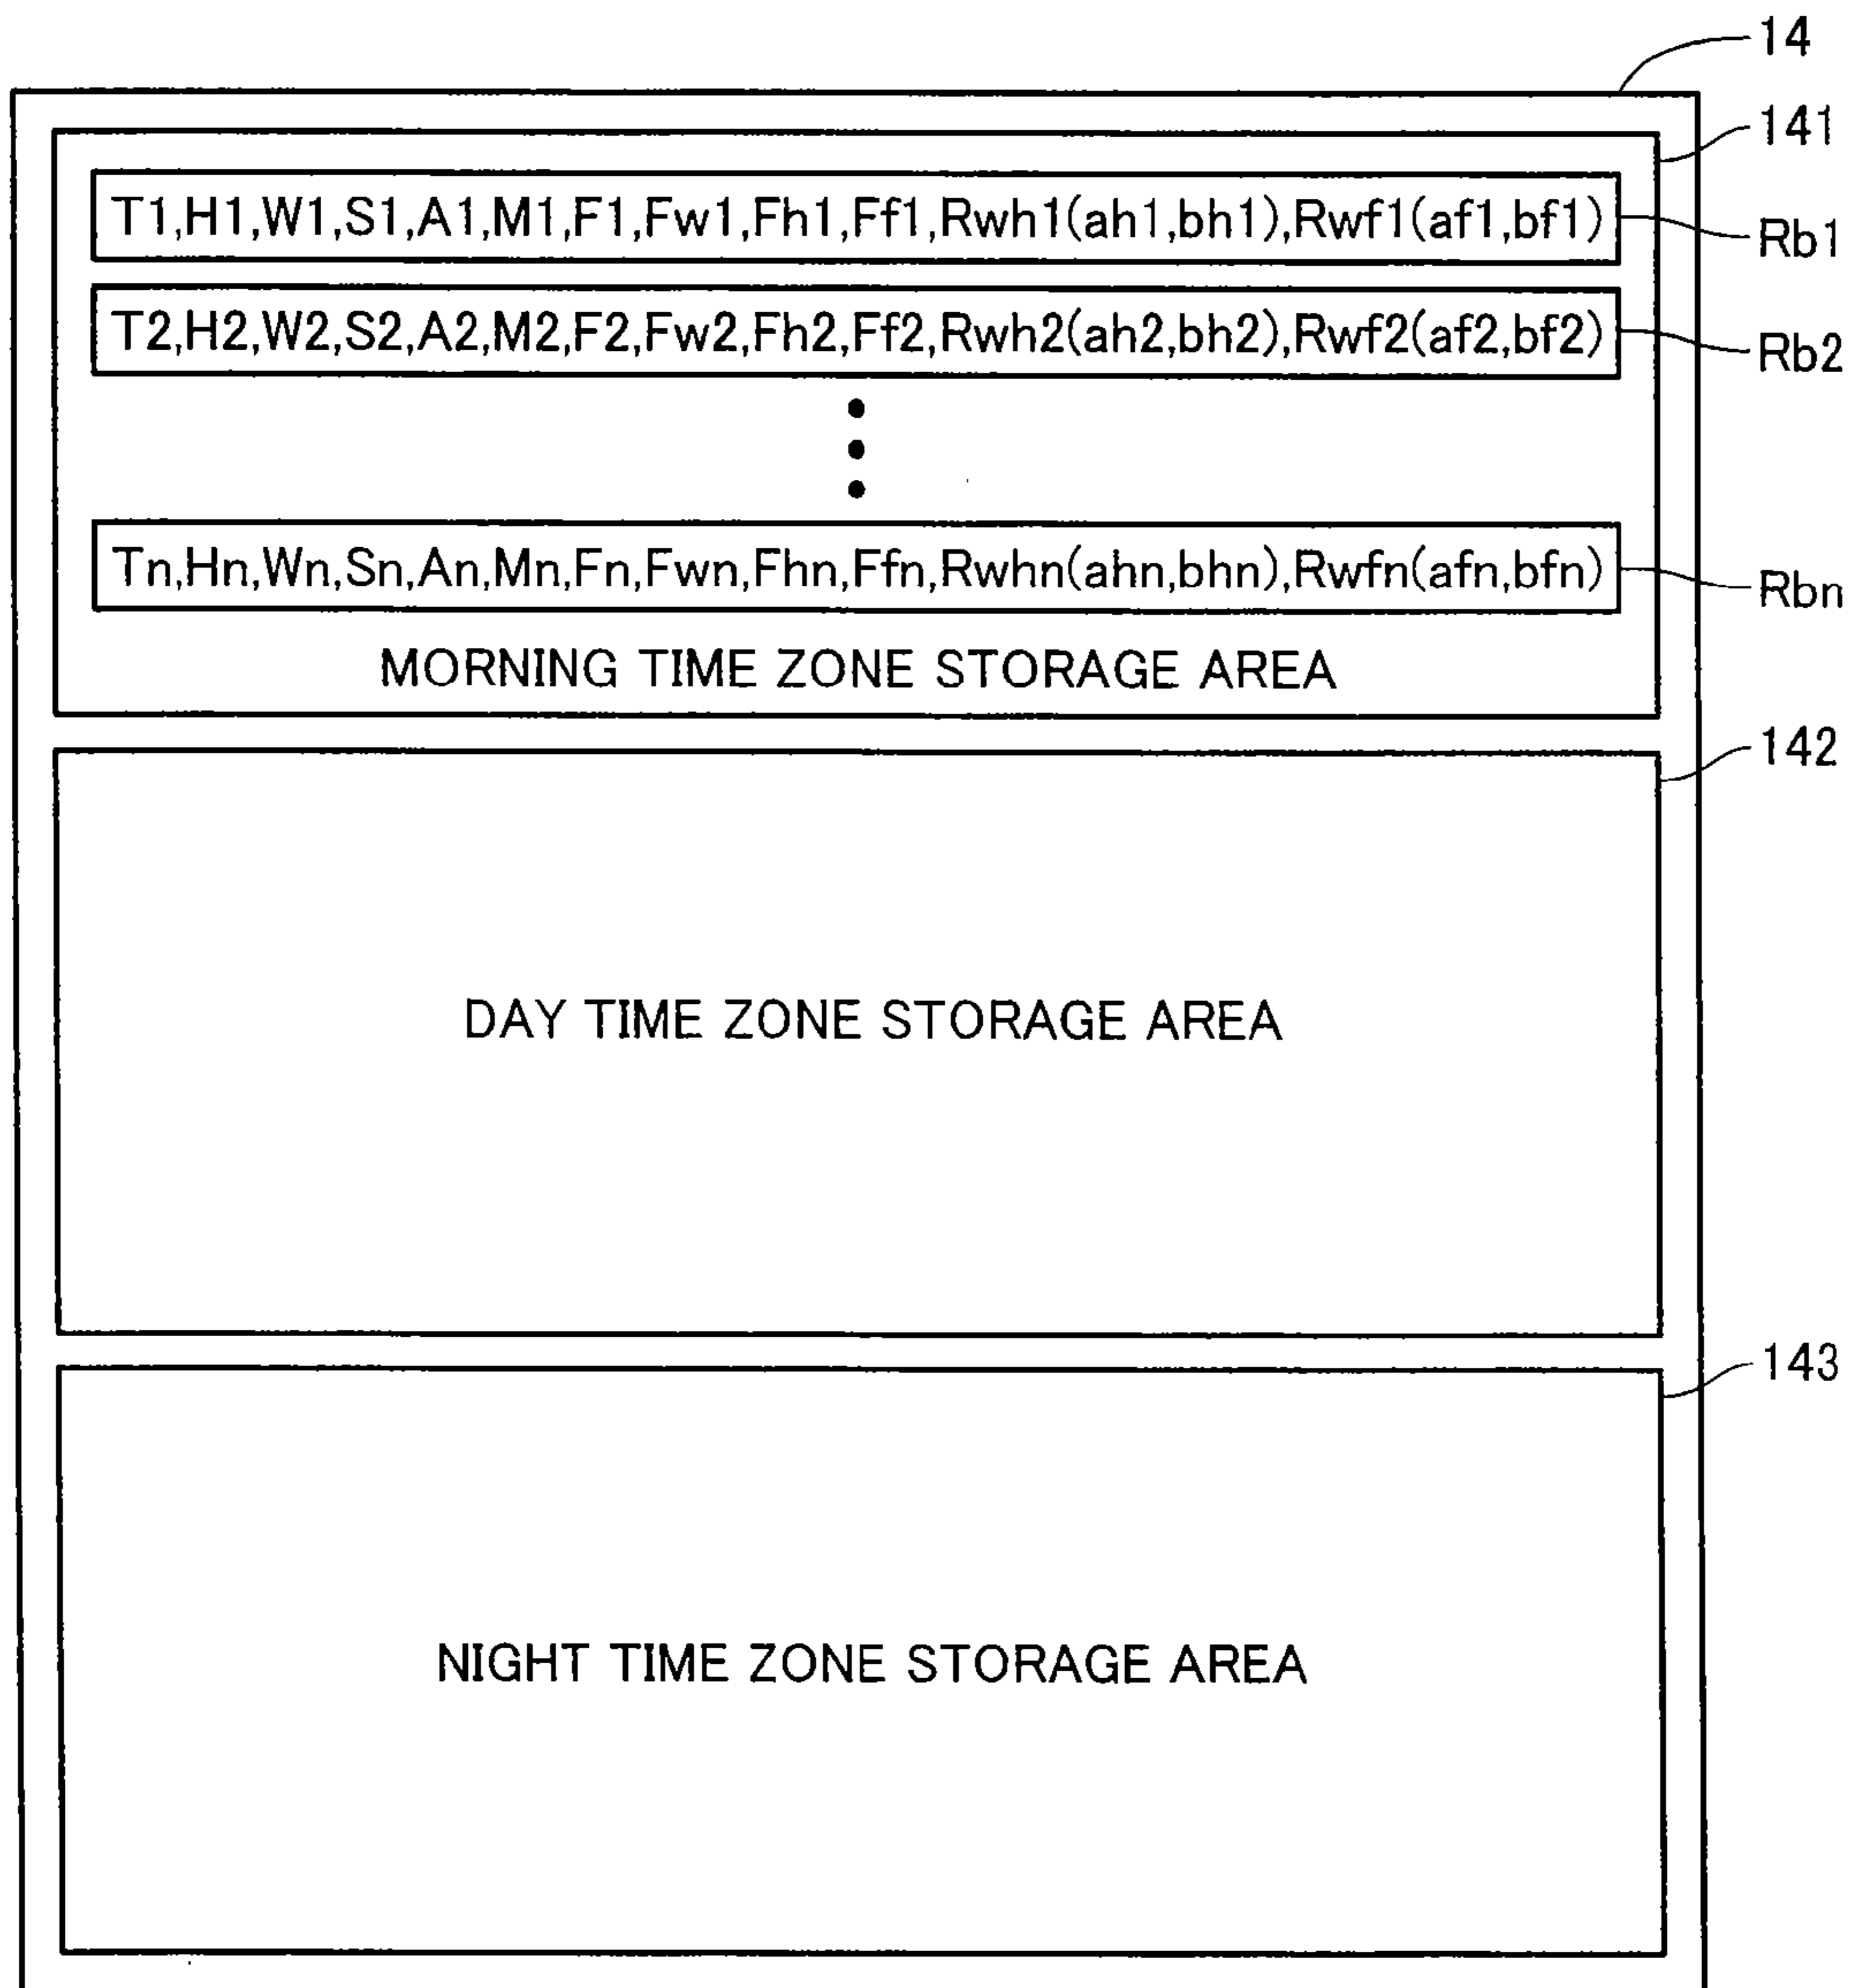 14
141
T1,H1,W1,S1,A1,M1,F1,Fw1,Fh1,Ff1,Rwh1(ah1,bh1),Rwf1(af1,bf1)
Rb1
T2,H2,W2,S2,A2,M2,F2,Fw2,Fh2,Ff2,Rwh2(ah2,bh2),Rwf2(af2,bf2)
Rb2
Tn,Hn,Wn,Sn,An,Mn,Fn,Fwn,Fhn,Ffn,Rwhn(ahn,bhn),Rwfn(afn,bfn)
Rbn
MORNING TIME ZONE STORAGE AREA
142
DAY TIME ZONE STORAGE AREA
143
NIGHT TIME ZONE STORAGE AREA